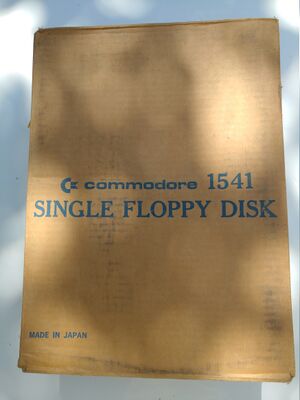 commodore 1541
SINGLE FLOPPY DISK
MADE IN JAPAN